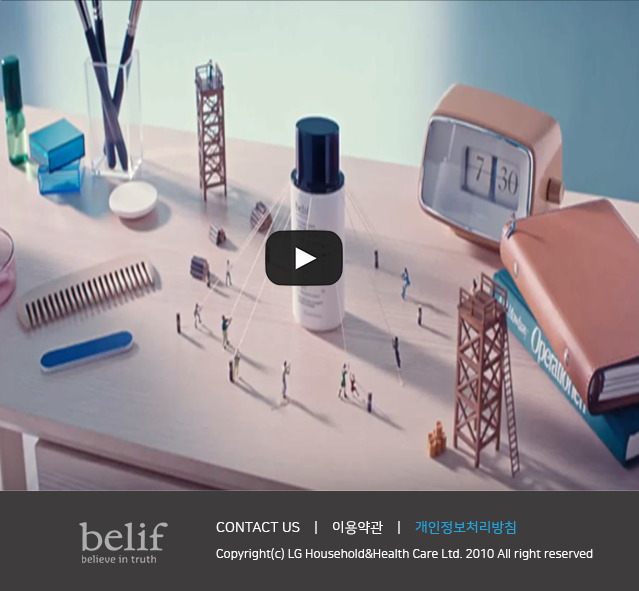 belif
7 30
Operationen
belif
believe in truth
CONTACT US | 이용약관 | 개인정보처리방침
Copyright(c) LG Household&Health Care Ltd. 2010 All right reserved